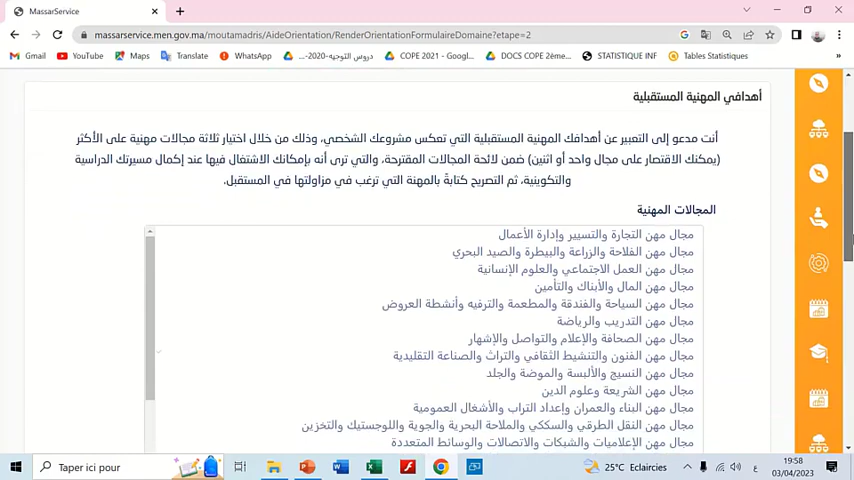 MassarService
massarservice.men.gov.ma/moutamadris/AideOrientation/RenderOrientationFormulaireDomaine?etape=2
Gmail YouTube Maps Translate WhatsApp دروس التوجيه-2020-... COPE 2021 - Googl... DOCS COPE 2ème... STATISTIQUE INF Tables Statistiques
أهدافي المهنية المستقبلية
أنت مدعو إلى التعبير عن أهدافك المهنية المستقبلية التي تعكس مشروعك الشخصي، وذلك من خلال اختيار ثلاثة مجالات مهنية على الأكثر
(يمكنك الاقتصار على مجال واحد أو اثنين) ضمن لائحة المجالات المقترحة، والتي ترى أنه بإمكانك الاشتغال فيها عند إكمال مسيرتك الدراسية
والتكوينية، ثم التصريح كتابةً بالمهنة التي ترغب في مزاولتها في المستقبل.
المجالات المهنية
مجال مهن التجارة والتسيير وإدارة الأعمال
مجال مهن الفلاحة والزراعة والبيطرة والصيد البحري
مجال مهن العمل الاجتماعي والعلوم الإنسانية
مجال مهن المال والأبناك والتأمين
مجال مهن السياحة والفندقة والمطعمة والترفيه وأنشطة العروض
مجال مهن التدريب والرياضة
مجال مهن الصحافة والإعلام والتواصل والإشهار
مجال مهن الفنون والتنشيط الثقافي والتراث والصناعة التقليدية
مجال مهن النسيج والألبسة والموضة والجلد
مجال مهن الشريعة وعلوم الدين
مجال مهن البناء والعمران وإعداد التراب والأشغال العمومية
مجال مهن النقل الطرقي والسككي والملاحة البحرية والجوية واللوجستيك والتخزين
مجال مهن الإعلاميات والشبكات والاتصالات والوسائط المتعددة
Taper ici pour
25°C Eclaircies
ع
19:58
03/04/2023